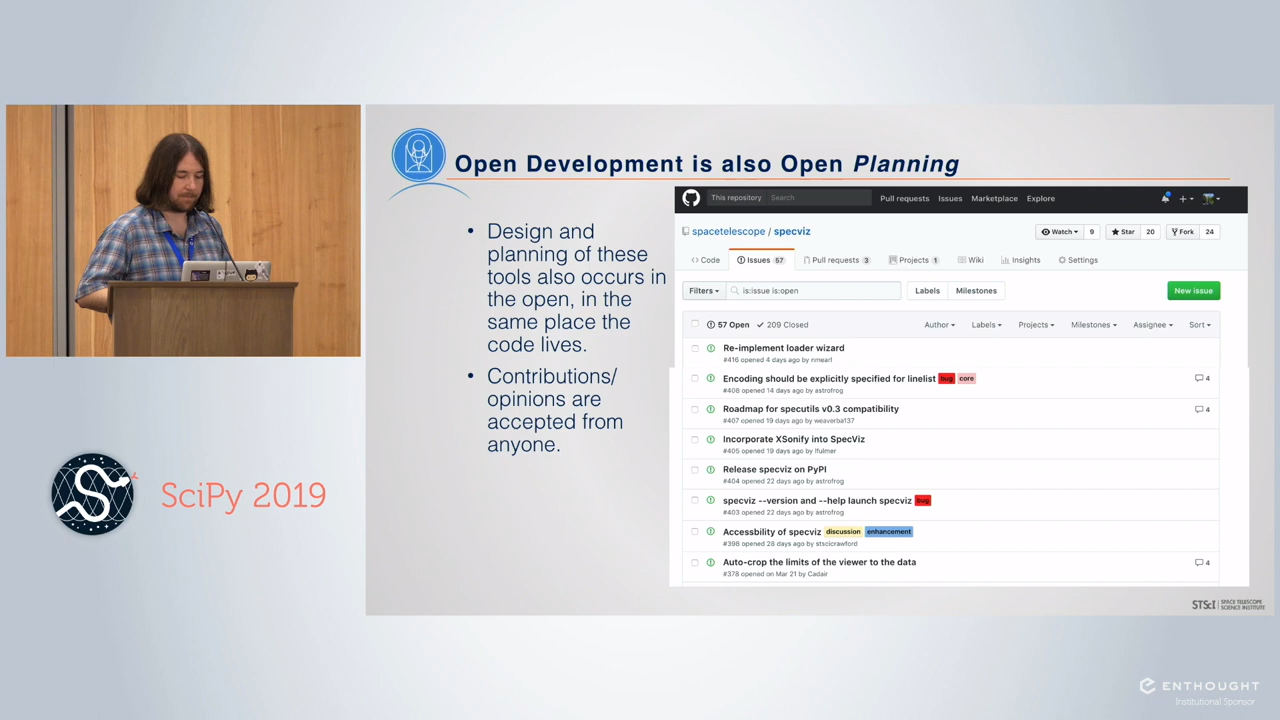 Open Development is also Open Planning
• Design and
planning of these
tools also occurs in
the open, in the
same place the
code lives.
• Contributions/
opinions are
accepted from
anyone.
This repository Search Pull requests Issues Marketplace Explore
spacetelescope / specviz Watch 9 Star 20 Fork 24
Code Issues 57 Pull requests 3 Projects 1 Wiki Insights Settings
Filters is:issue is:open Labels Milestones New issue
57 Open 209 Closed Author Labels Projects Milestones Assignee Sort
Re-implement loader wizard
#416 opened 4 days ago by nmearl
Encoding should be explicitly specified for linelist bug core 4
#408 opened 14 days ago by astrofrog
Roadmap for specutils v0.3 compatibility 4
#407 opened 19 days ago by weaverba137
Incorporate XSonify into SpecViz
#405 opened 19 days ago by lfulmer
Release specviz on PyPI
#404 opened 22 days ago by astrofrog
specviz --version and --help launch specviz bug
#403 opened 22 days ago by astrofrog
Accessbility of specviz discussion enhancement
#398 opened 28 days ago by stscicrawford
Auto-crop the limits of the viewer to the data 4
#378 opened on Mar 21 by Cadair
STScI SPACE TELESCOPE
SCIENCE INSTITUTE
SciPy 2019
ENTHOUGHT
Institutional Sponsor